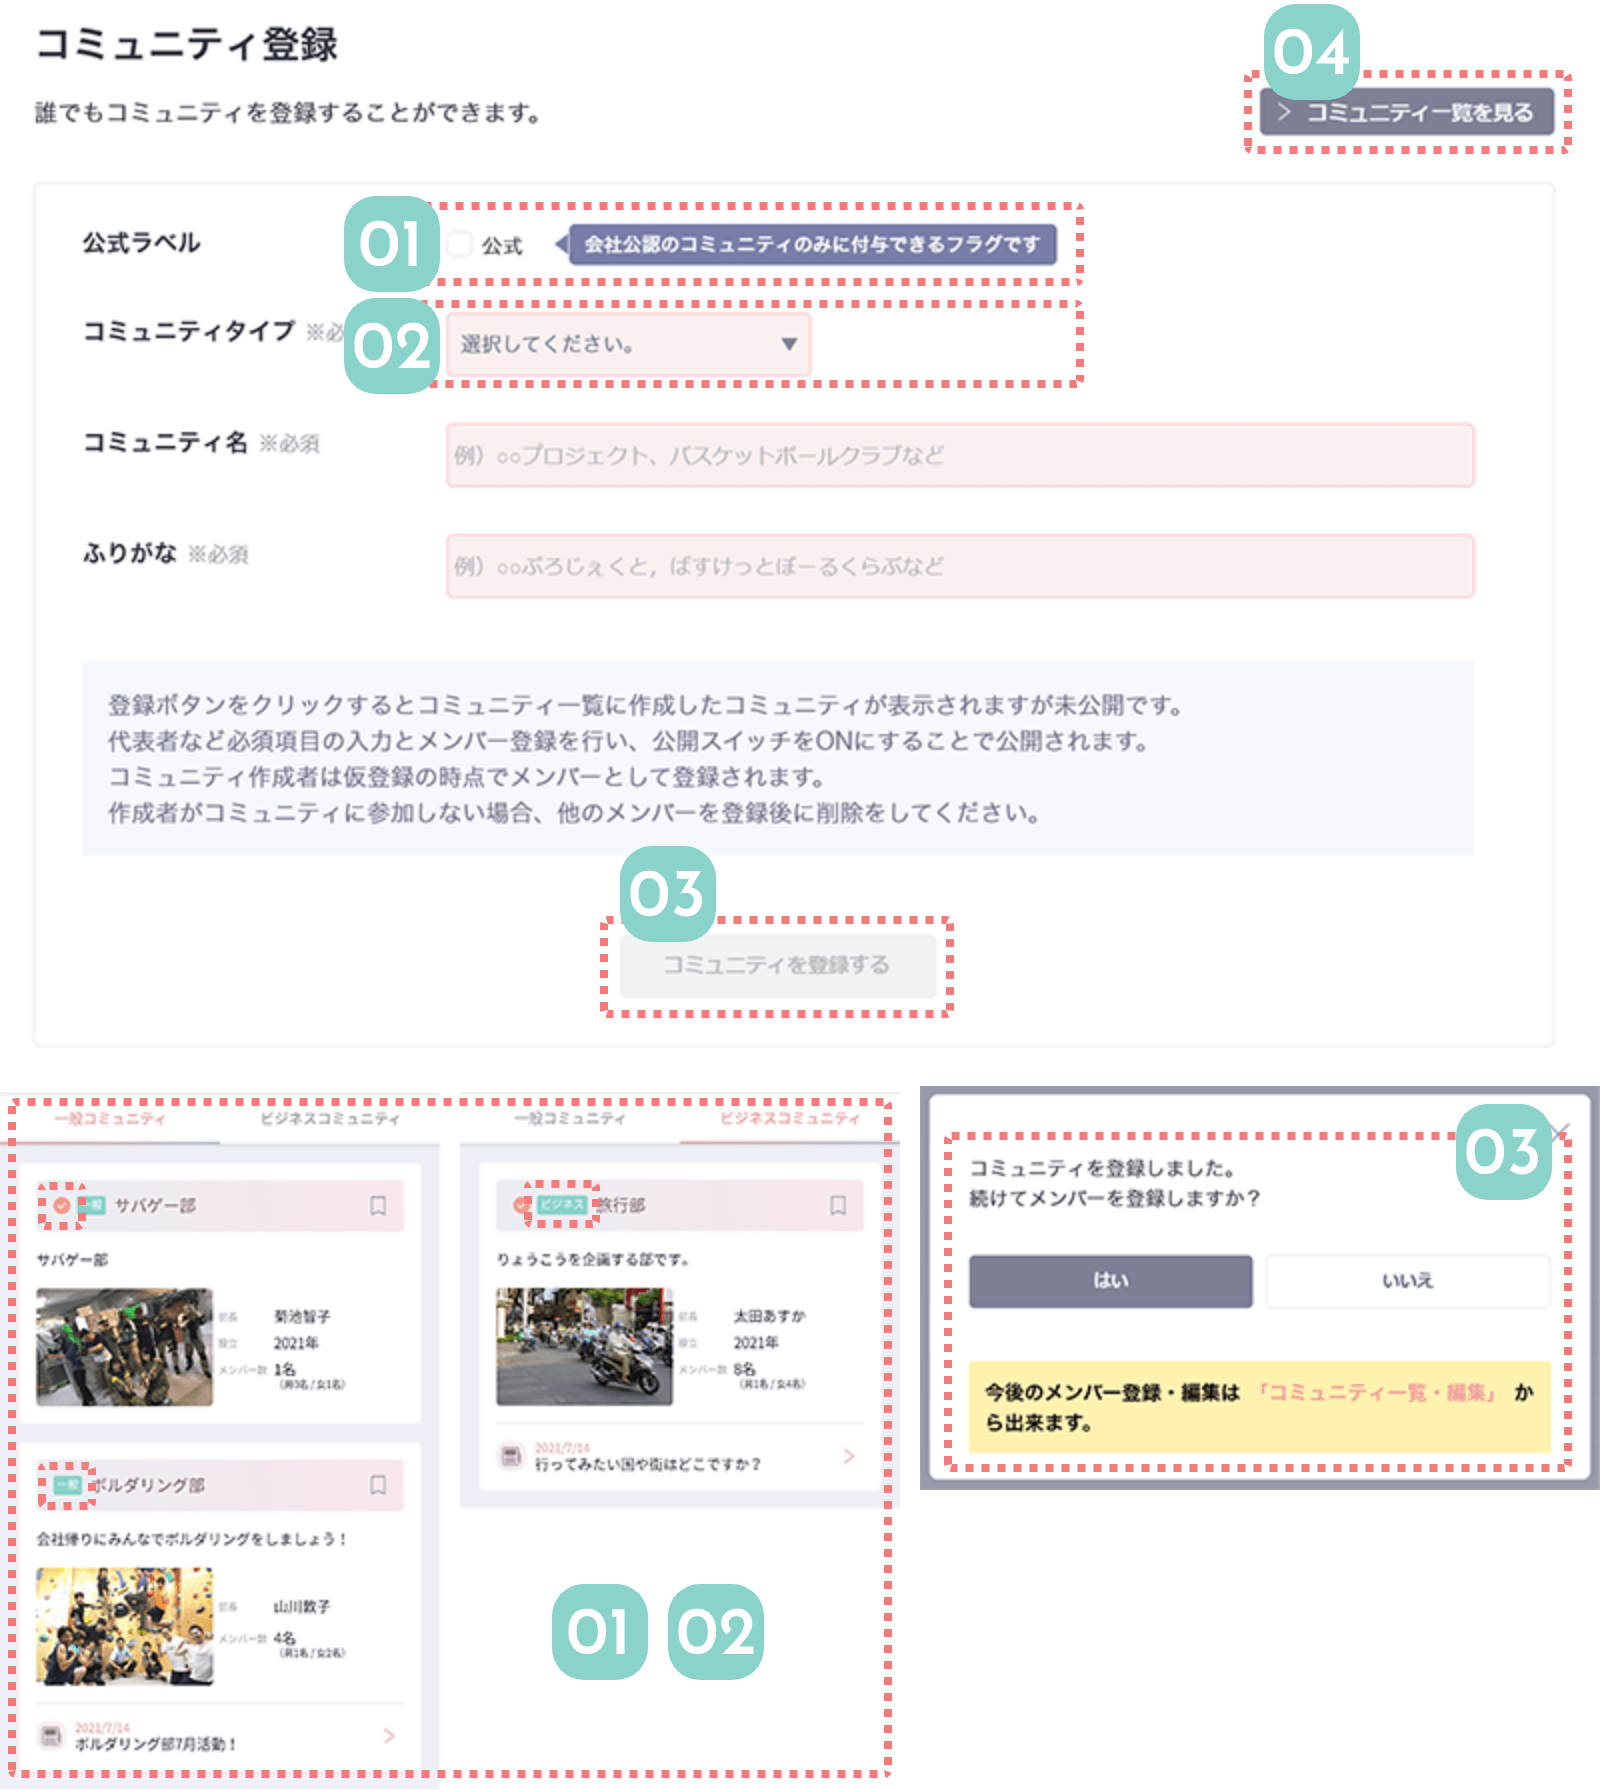 コミュニティ登録
04
誰でもコミュニティを登録することができます。
> コミュニティ一覧を見る
公式ラベル
01
公式
会社公認のコミュニティのみに付与できるフラグです
コミュニティタイプ ※必
02
選択してください。
コミュニティ名 ※必須
例）○○プロジェクト、バスケットボールクラブなど
ふりがな ※必須
例）○○ぷろじぇくと，ばすけっとぼーるくらぶなど
登録ボタンをクリックするとコミュニティ一覧に作成したコミュニティが表示されますが未公開です。
代表者など必須項目の入力とメンバー登録を行い、公開スイッチをONにすることで公開されます。
コミュニティ作成者は仮登録の時点でメンバーとして登録されます。
作成者がコミュニティに参加しない場合、他のメンバーを登録後に削除をしてください。
03
コミュニティを登録する
一般コミュニティ
ビジネスコミュニティ
一般 サバゲー部
サバゲー部
部長 菊池智子
設立 2021年
メンバー数 1名
（男0名/女1名）
一般 ボルダリング部
会社帰りにみんなでボルダリングをしましょう！
部長 山川敦子
メンバー数 4名
（男1名/女2名）
2021/7/14
ボルダリング部7月活動！
一般コミュニティ
ビジネスコミュニティ
ビジネス 旅行部
りょうこうを企画する部です。
部長 太田あすか
設立 2021年
メンバー数 8名
（男1名/女4名）
2021/7/14
行ってみたい国や街はどこですか？
01 02
03
コミュニティを登録しました。
続けてメンバーを登録しますか？
はい
いいえ
今後のメンバー登録・編集は 「コミュニティ一覧・編集」 か
ら出来ます。